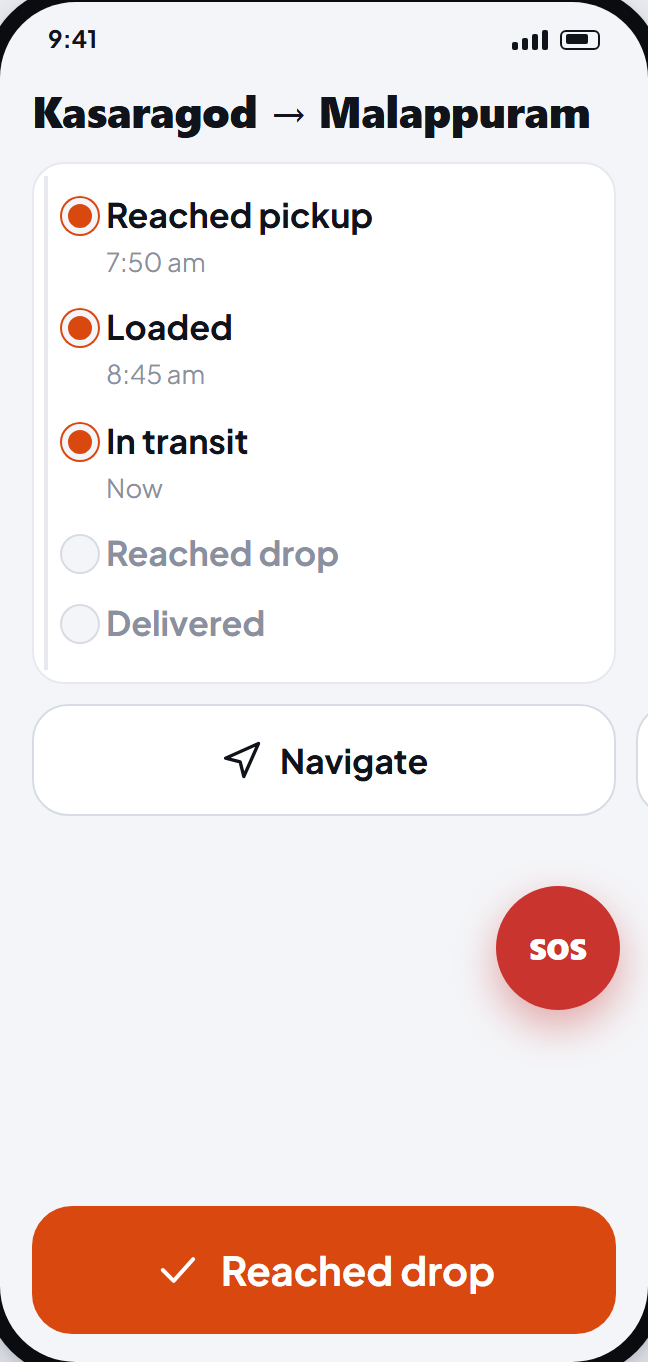 9:41
Kasaragod → Malappuram
Reached pickup
7:50 am
Loaded
8:45 am
In transit
Now
Reached drop
Delivered
Navigate
SOS
Reached drop